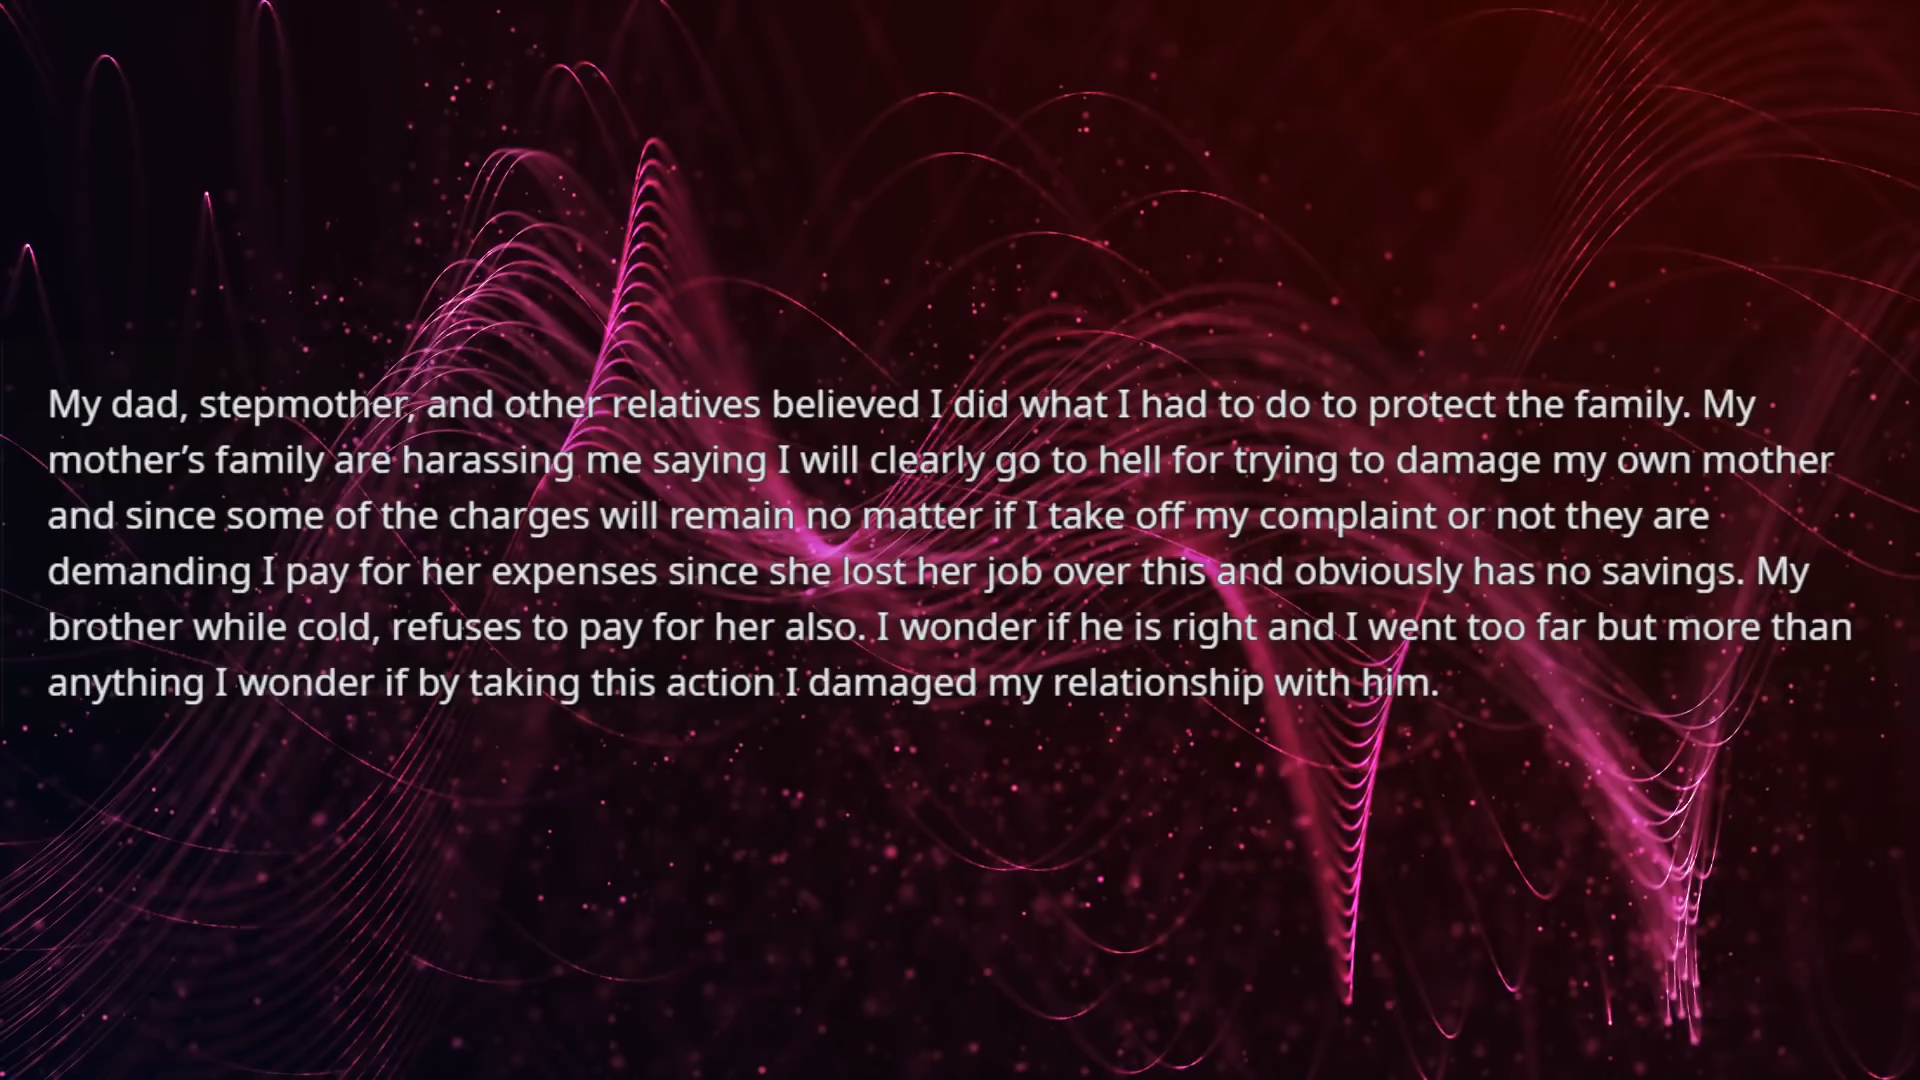 My dad, stepmother, and other relatives believed I did what I had to do to protect the family. My
mother’s family are harassing me saying I will clearly go to hell for trying to damage my own mother
and since some of the charges will remain no matter if I take off my complaint or not they are
demanding I pay for her expenses since she lost her job over this and obviously has no savings. My
brother while cold, refuses to pay for her also. I wonder if he is right and I went too far but more than
anything I wonder if by taking this action I damaged my relationship with him.